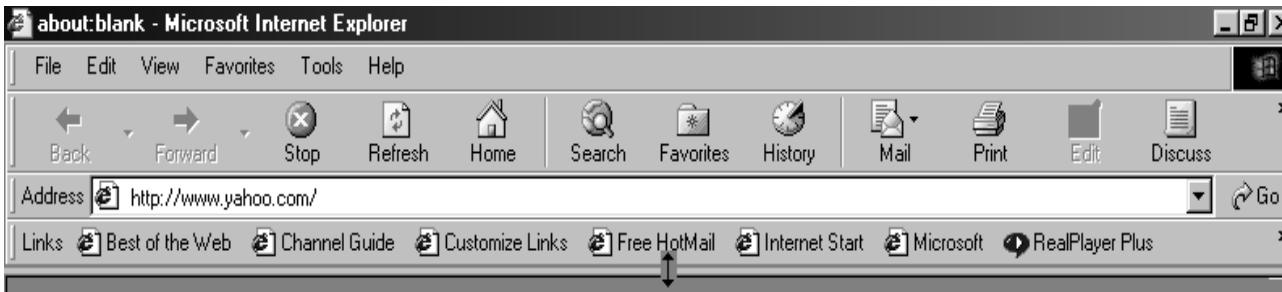 about:blank - Microsoft Internet Explorer
File Edit View Favorites Tools Help
Back Forward Stop Refresh Home Search Favorites History Mail Print Edit Discuss
Address http://www.yahoo.com/ Go
Links Best of the Web Channel Guide Customize Links Free HotMail Internet Start Microsoft RealPlayer Plus